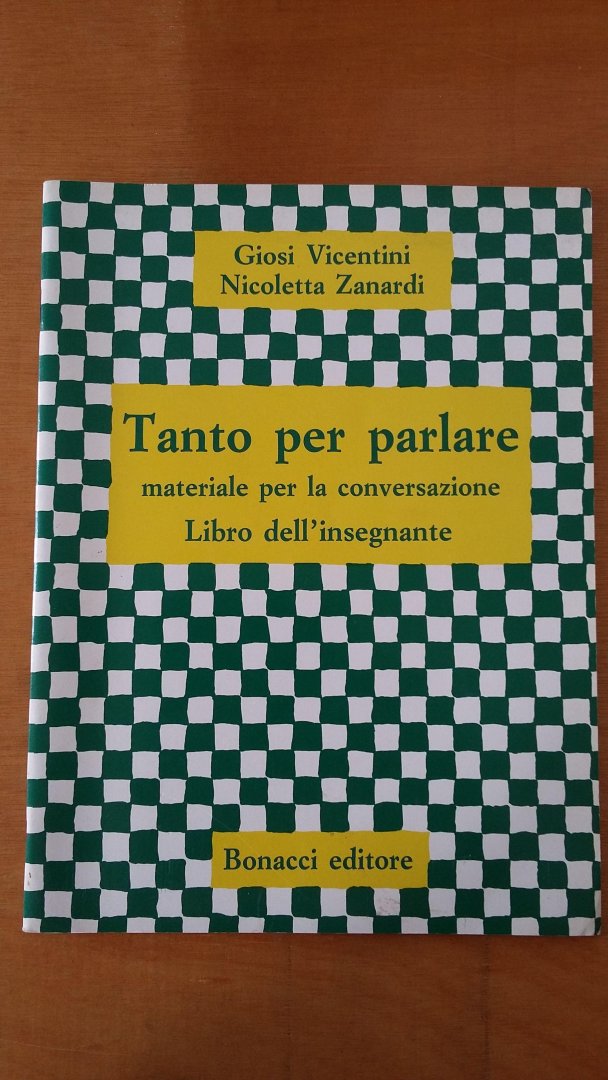 Giosi Vicentini
Nicoletta Zanardi
Tanto per parlare
materiale per la conversazione
Libro dell'insegnante
Bonacci editore